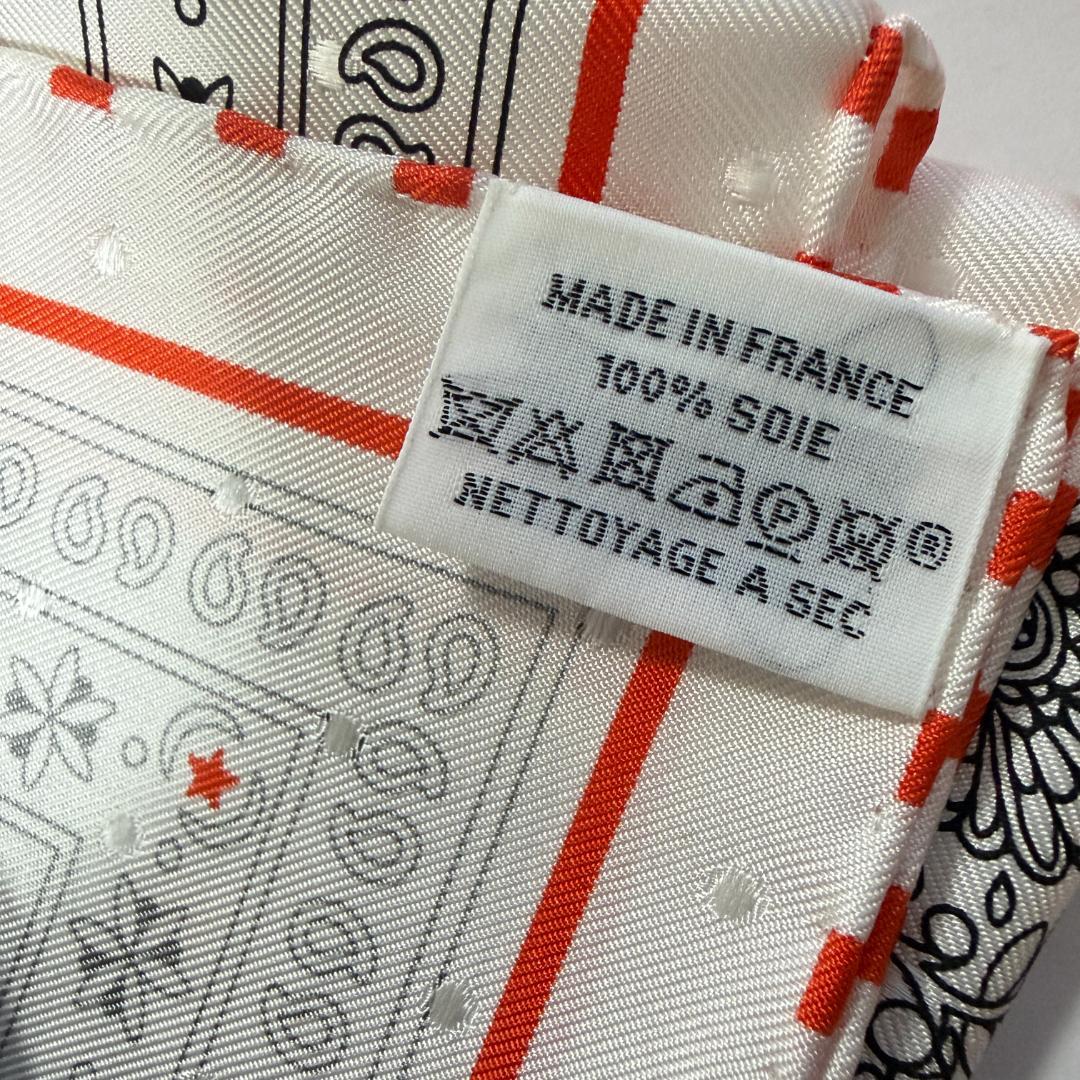 MADE IN FRANCE
100% SOIE
P ®
NETTOYAGE A SEC